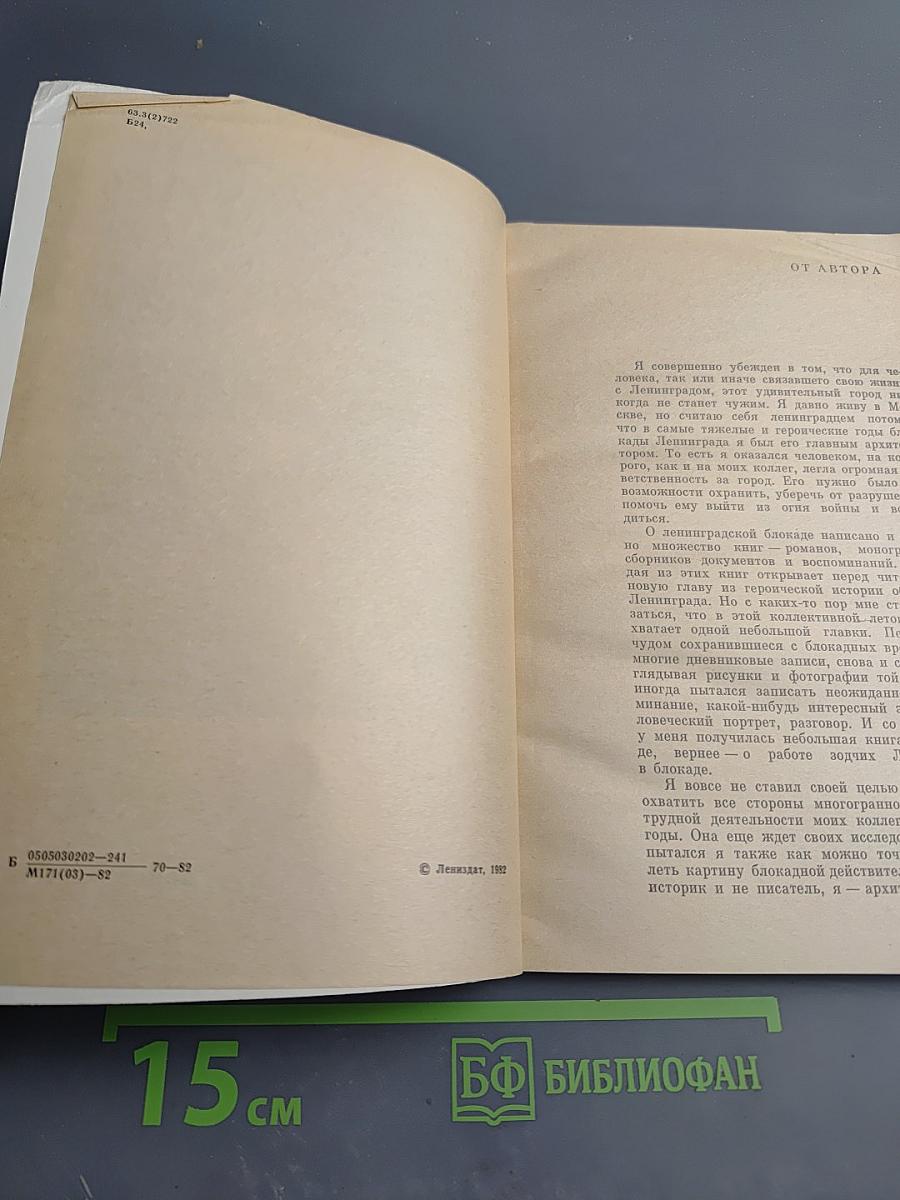 63.3(2)722
Б24,
Б 0505030202—241
М171(03)—82
70—82
© Лениздат, 1982
ОТ АВТОРА
Я совершенно убежден в том, что для че-
ловека, так или иначе связавшего свою жизн
с Ленинградом, этот удивительный город ни
когда не станет чужим. Я давно живу в Мо
скве, но считаю себя ленинградцем потом
что в самые тяжелые и героические годы бл
кады Ленинграда я был его главным архите
тором. То есть я оказался человеком, на ко
рого, как и на моих коллег, легла огромная
ветственность за город. Его нужно было
возможности охранить, уберечь от разруше
помочь ему выйти из огня войны и во
диться.
О ленинградской блокаде написано и
но множество книг — романов, моногр
сборников документов и воспоминаний.
дая из этих книг открывает перед чит
новую главу из героической истории об
Ленинграда. Но с каких-то пор мне ст
заться, что в этой коллективной лето
хватает одной небольшой главки. Пе
чудом сохранившиеся с блокадных вр
многие дневниковые записи, снова и с
глядывая рисунки и фотографии той
иногда пытался записать неожиданн
минание, какой-нибудь интересный
ловеческий портрет, разговор. И со
у меня получилась небольшая книга
де, вернее — о работе зодчих Л
в блокаде.
Я вовсе не ставил своей целью
охватить все стороны многогранно
трудной деятельности моих коллег
годы. Она еще ждет своих исследо
пытался я также как можно точ
леть картину блокадной действител
историк и не писатель, я — архит
15 см
БФ БИБЛИОФАН